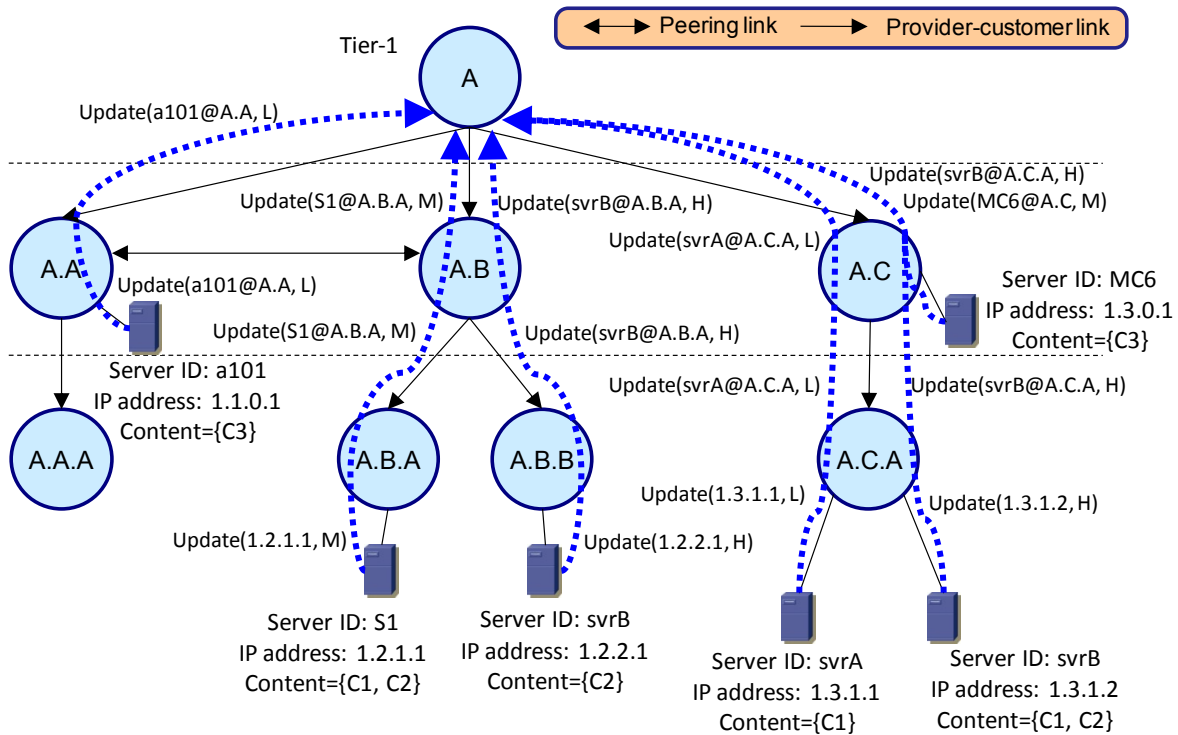 Peering link
Provider-customer link
Tier-1
A
Update(a101@A.A, L)
Update(svrB@A.C.A, H)
Update(MC6@A.C, M)
Update(S1@A.B.A, M)
Update(svrB@A.B.A, H)
Update(svrA@A.C.A, L)
A.A
A.B
A.C
Update(a101@A.A, L)
Server ID: MC6
IP address: 1.3.0.1
Content={C3}
Update(S1@A.B.A, M)
Update(svrB@A.B.A, H)
Server ID: a101
IP address: 1.1.0.1
Content={C3}
Update(svrA@A.C.A, L)
Update(svrB@A.C.A, H)
A.A.A
A.B.A
A.B.B
A.C.A
Update(1.3.1.1, L)
Update(1.3.1.2, H)
Update(1.2.1.1, M)
Update(1.2.2.1, H)
Server ID: S1
IP address: 1.2.1.1
Content={C1, C2}
Server ID: svrB
IP address: 1.2.2.1
Content={C2}
Server ID: svrA
IP address: 1.3.1.1
Content={C1}
Server ID: svrB
IP address: 1.3.1.2
Content={C1, C2}